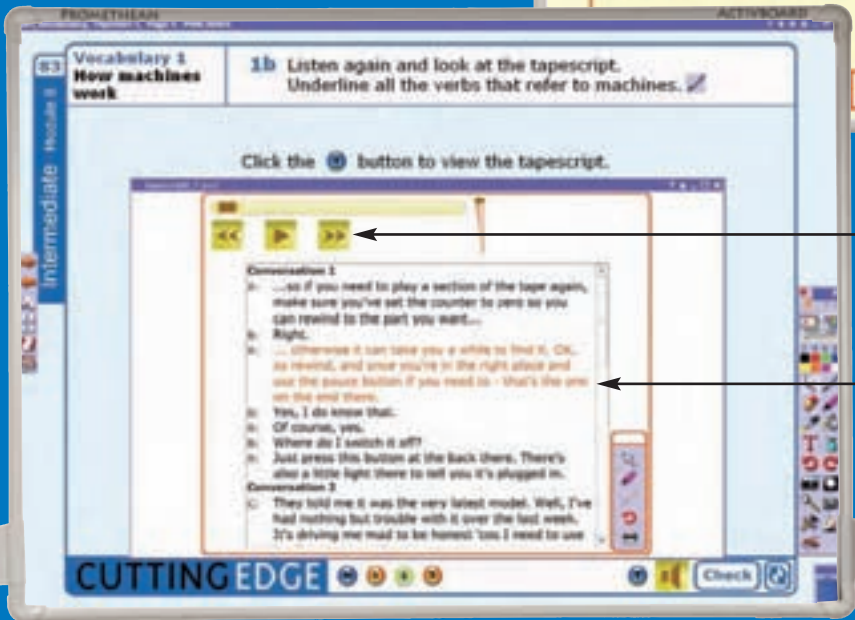 PROMETHEAN
ACTIVBOARD
83
Vocabulary 1
How machines
work
1b Listen again and look at the tapescript.
Underline all the verbs that refer to machines.
Intermediate Module 8
Click the button to view the tapescript.
<<
>>
Conversation 1
...so if you need to play a section of the tape again,
make sure you've set the counter to zero so you
can rewind to the part you want...
Right.
... otherwise it can take you a while to find it. OK,
so rewind, and once you're in the right place and
use the pause button if you need to - that's the one
on the end there.
Yes, I do know that.
Of course, yes.
Where do I switch it off?
Just press this button at the back there. There's
also a little light there to tell you it's plugged in.
Conversation 2
They told me it was the very latest model. Well, I've
had nothing but trouble with it over the last week.
It's driving me mad to be honest 'cos I need to use
T
CUTTING EDGE
Check